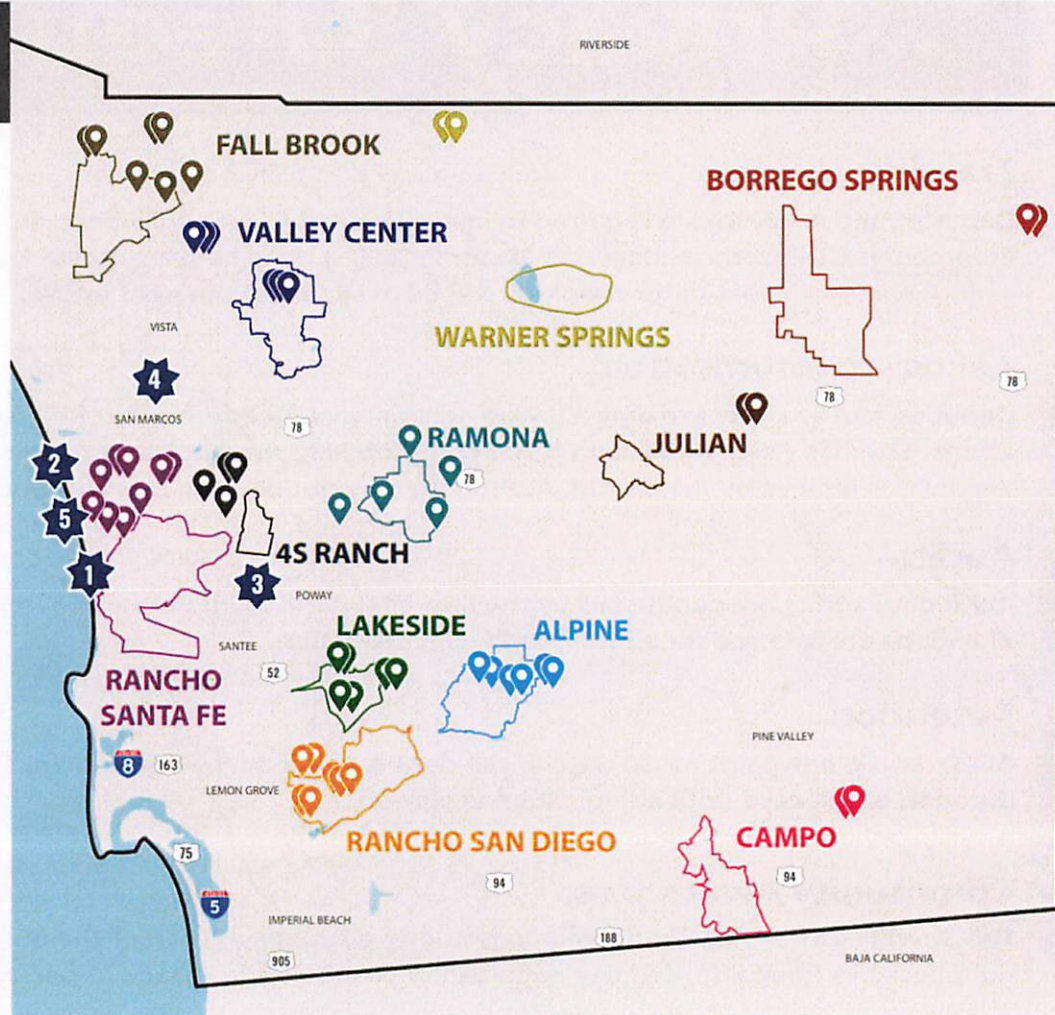 RIVERSIDE
FALL BROOK
BORREGO SPRINGS
VALLEY CENTER
VISTA
WARNER SPRINGS
4
78
78
SAN MARCOS
78
RAMONA
JULIAN
2
78
5
4S RANCH
1
3
POWAY
LAKESIDE
ALPINE
SANTEE
52
RANCHO
SANTA FE
PINE VALLEY
8
163
LEMON GROVE
RANCHO SAN DIEGO
CAMPO
75
94
94
5
IMPERIAL BEACH
188
905
BAJA CALIFORNIA